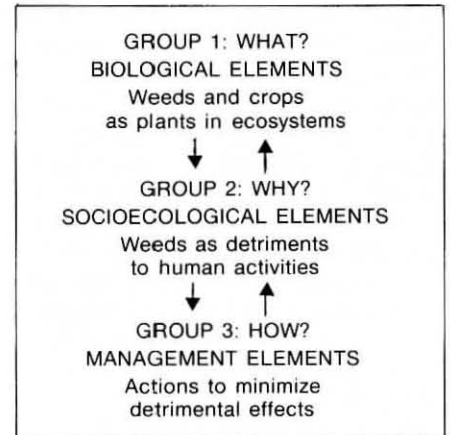 GROUP 1: WHAT?
BIOLOGICAL ELEMENTS
Weeds and crops
as plants in ecosystems
GROUP 2: WHY?
SOCIOECOLOGICAL ELEMENTS
Weeds as detriments
to human activities
GROUP 3: HOW?
MANAGEMENT ELEMENTS
Actions to minimize
detrimental effects